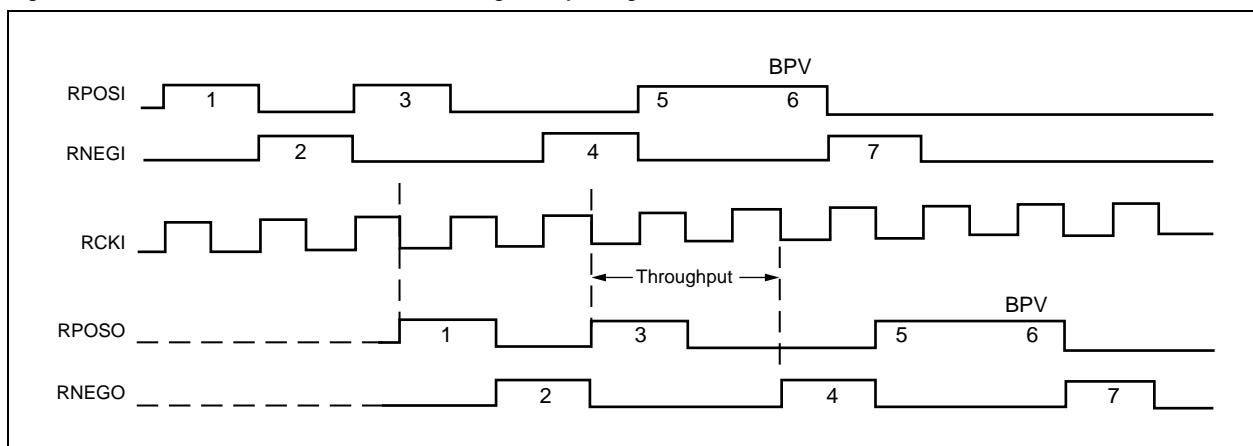 BPV
RPOSI 1 3 5 6
RNEGI 2 4 7
RCKI
Throughput
BPV
RPOSO 1 3 5 6
RNEGO 2 4 7